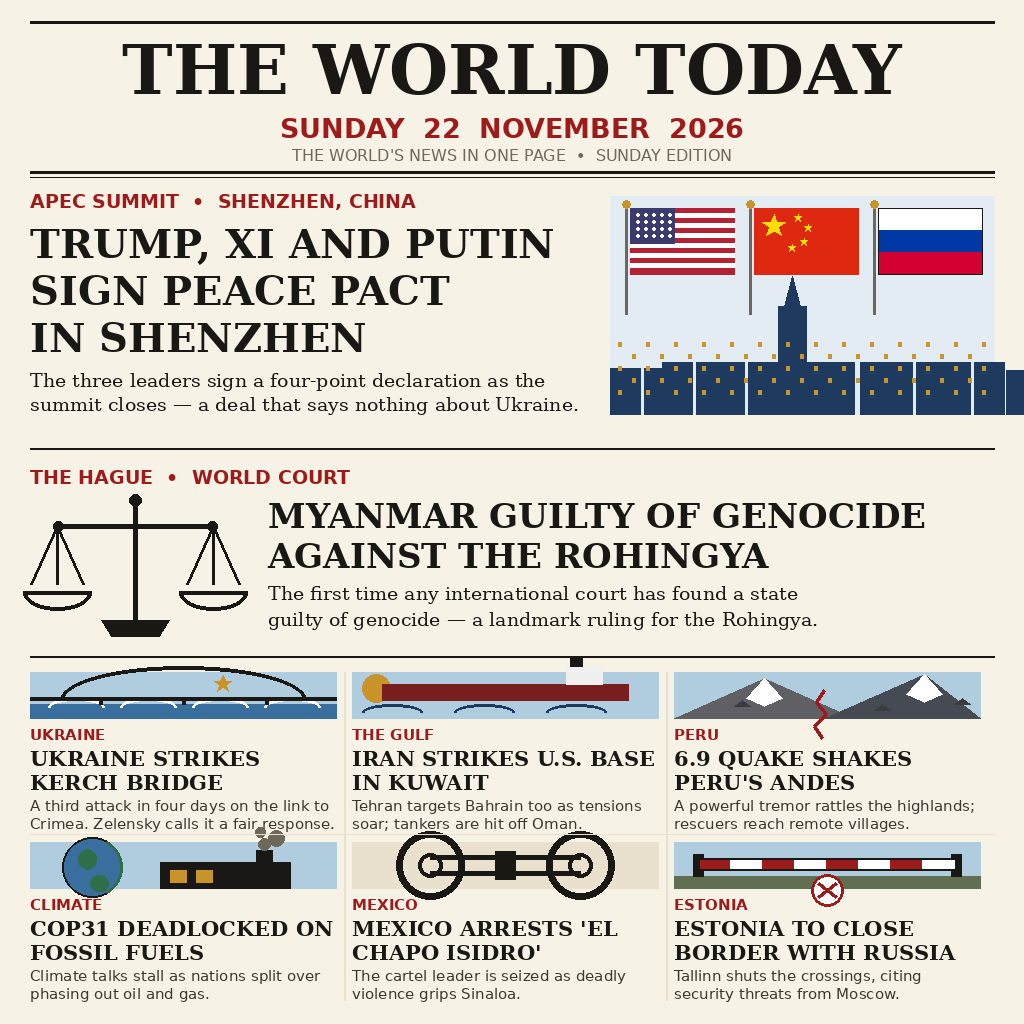 THE WORLD TODAY
SUNDAY 22 NOVEMBER 2026
THE WORLD'S NEWS IN ONE PAGE • SUNDAY EDITION
APEC SUMMIT • SHENZHEN, CHINA
TRUMP, XI AND PUTIN
SIGN PEACE PACT
IN SHENZHEN
The three leaders sign a four-point declaration as the
summit closes — a deal that says nothing about Ukraine.
THE HAGUE • WORLD COURT
MYANMAR GUILTY OF GENOCIDE
AGAINST THE ROHINGYA
The first time any international court has found a state
guilty of genocide — a landmark ruling for the Rohingya.
UKRAINE
UKRAINE STRIKES
KERCH BRIDGE
A third attack in four days on the link to
Crimea. Zelensky calls it a fair response.
THE GULF
IRAN STRIKES U.S. BASE
IN KUWAIT
Tehran targets Bahrain too as tensions
soar; tankers are hit off Oman.
PERU
6.9 QUAKE SHAKES
PERU'S ANDES
A powerful tremor rattles the highlands;
rescuers reach remote villages.
CLIMATE
COP31 DEADLOCKED ON
FOSSIL FUELS
Climate talks stall as nations split over
phasing out oil and gas.
MEXICO
MEXICO ARRESTS 'EL
CHAPO ISIDRO'
The cartel leader is seized as deadly
violence grips Sinaloa.
ESTONIA
ESTONIA TO CLOSE
BORDER WITH RUSSIA
Tallinn shuts the crossings, citing
security threats from Moscow.